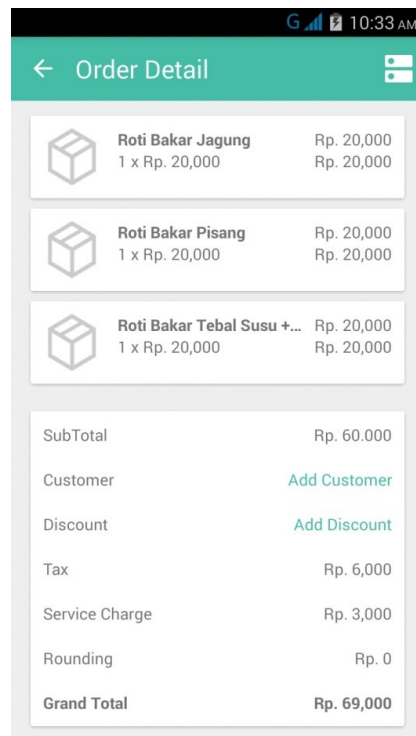 G 10:33 AM
Order Detail
Roti Bakar Jagung Rp. 20,000
1 x Rp. 20,000 Rp. 20,000
Roti Bakar Pisang Rp. 20,000
1 x Rp. 20,000 Rp. 20,000
Roti Bakar Tebal Susu +... Rp. 20,000
1 x Rp. 20,000 Rp. 20,000
SubTotal Rp. 60.000
Customer Add Customer
Discount Add Discount
Tax Rp. 6,000
Service Charge Rp. 3,000
Rounding Rp. 0
Grand Total Rp. 69,000